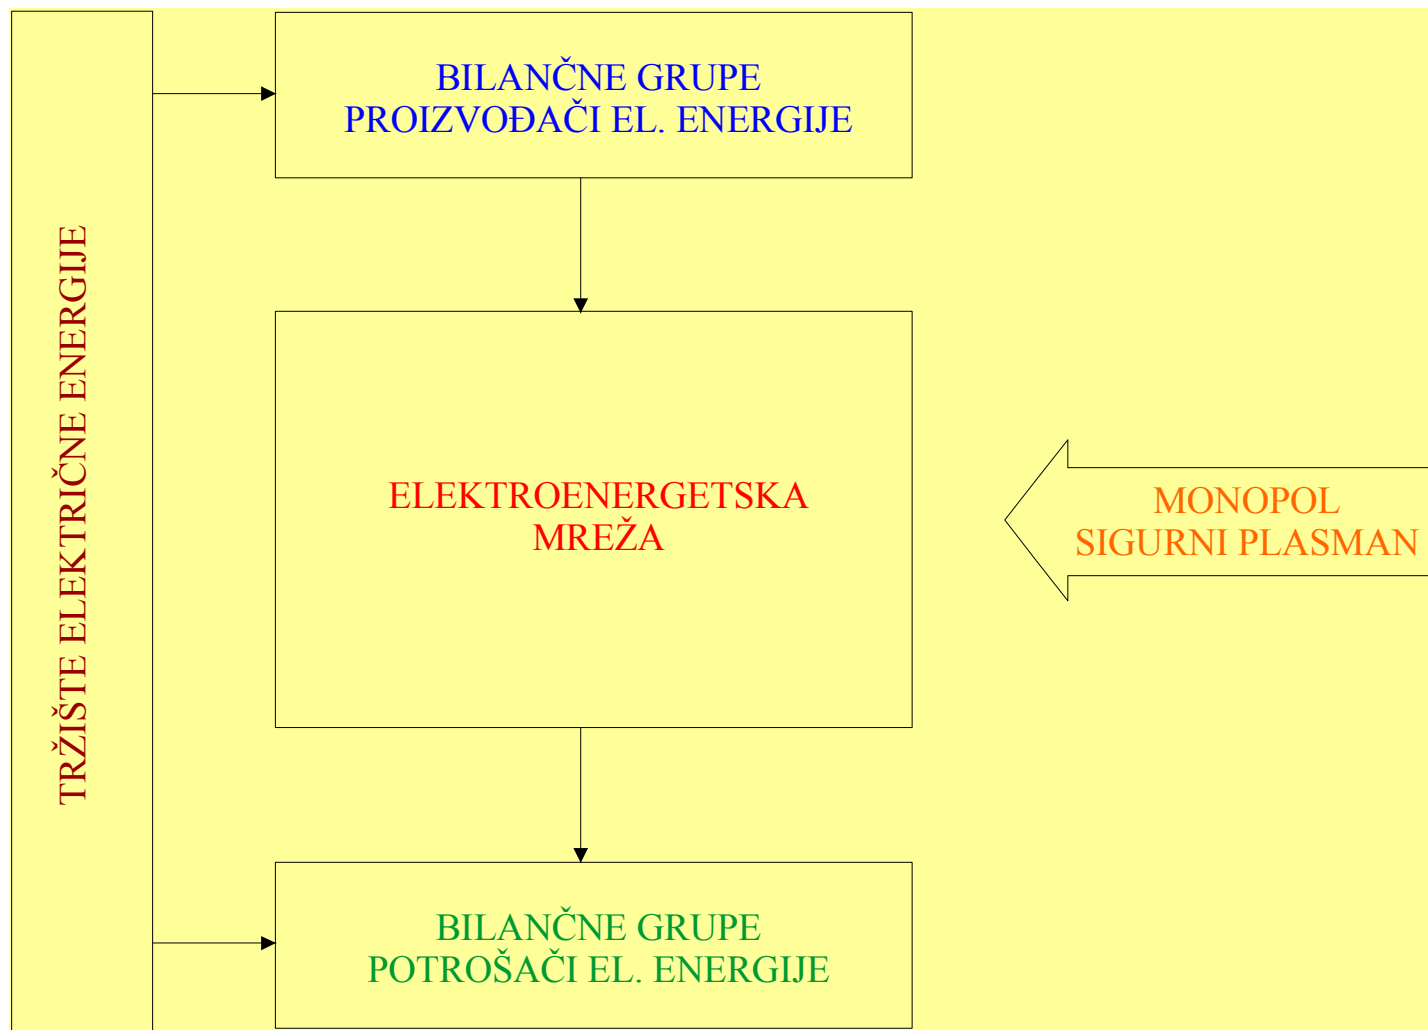 TRŽIŠTE ELEKTRIČNE ENERGIJE
BILANČNE GRUPE
PROIZVOĐAČI EL. ENERGIJE
ELEKTROENERGETSKA
MREŽA
MONOPOL
SIGURNI PLASMAN
BILANČNE GRUPE
POTROŠAČI EL. ENERGIJE